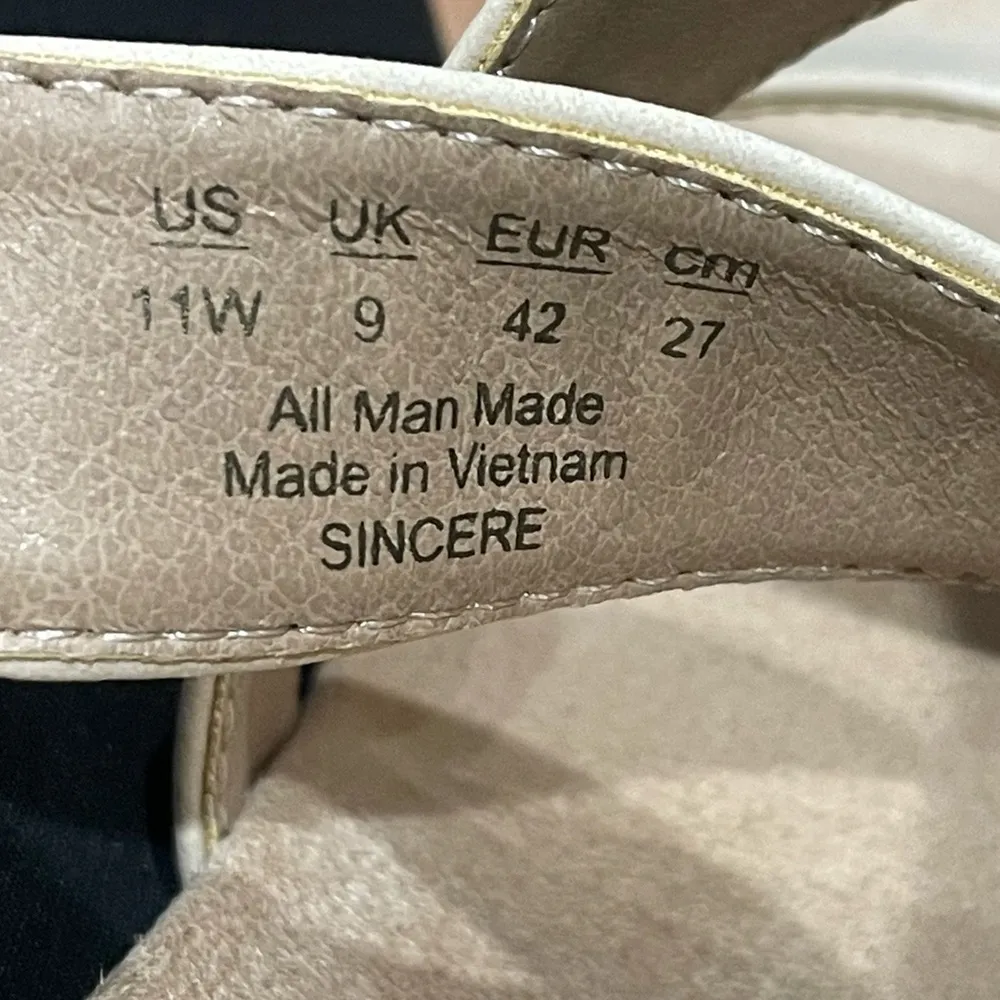 US UK EUR cm
11W 9 42 27
All Man Made
Made in Vietnam
SINCERE